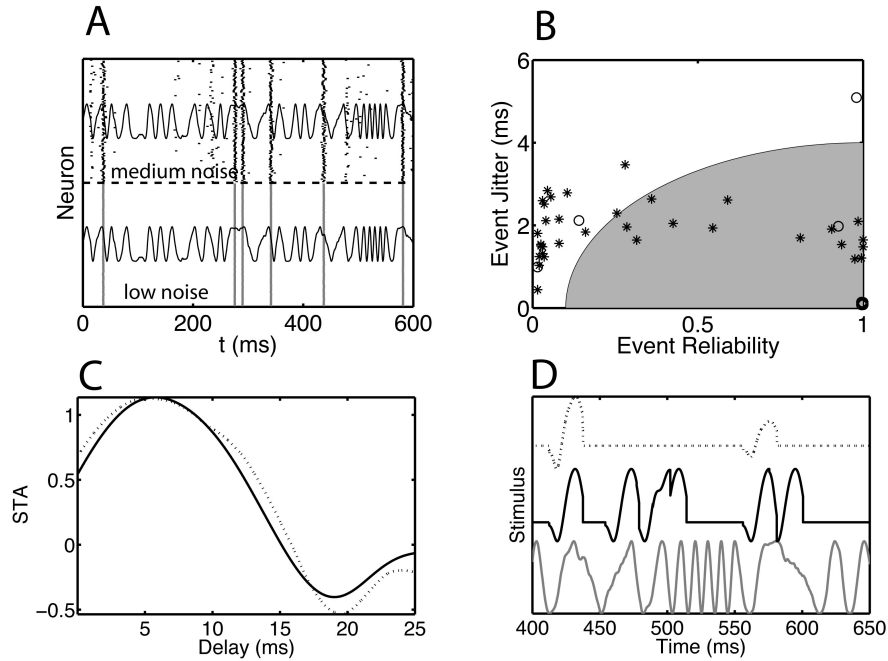 A
Neuron
medium noise
low noise
0 200 400 600
t (ms)
B
6
4
2
0
Event Jitter (ms)
0 0.5 1
Event Reliability
C
1
0.5
0
−0.5
STA
5 10 15 20 25
Delay (ms)
D
Stimulus
400 450 500 550 600 650
Time (ms)